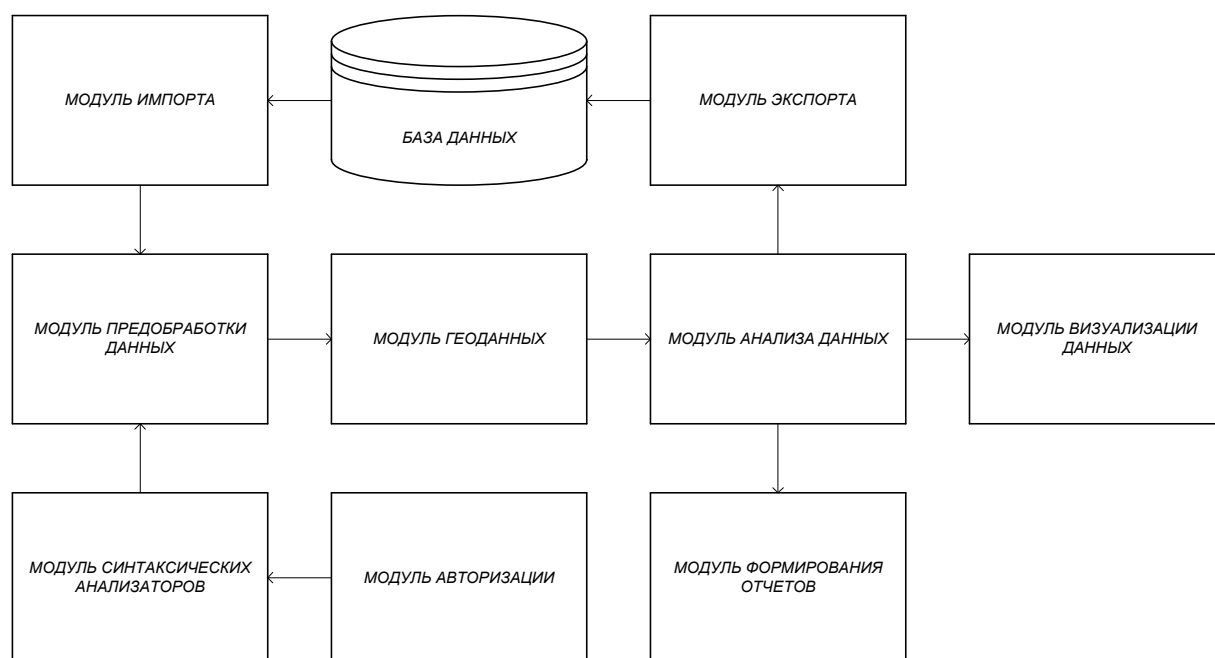 МОДУЛЬ ИМПОРТА
БАЗА ДАННЫХ
МОДУЛЬ ЭКСПОРТА
МОДУЛЬ ПРЕДОБРАБОТКИ
ДАННЫХ
МОДУЛЬ ГЕОДАННЫХ
МОДУЛЬ АНАЛИЗА ДАННЫХ
МОДУЛЬ ВИЗУАЛИЗАЦИИ
ДАННЫХ
МОДУЛЬ СИНТАКСИЧЕСКИХ
АНАЛИЗАТОРОВ
МОДУЛЬ АВТОРИЗАЦИИ
МОДУЛЬ ФОРМИРОВАНИЯ
ОТЧЕТОВ